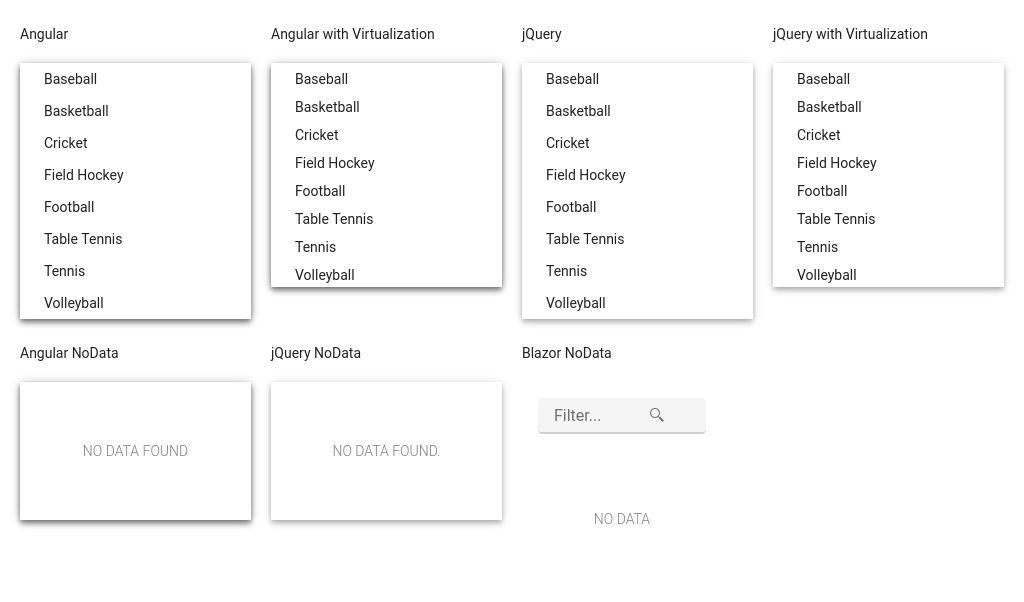 Angular
Baseball
Basketball
Cricket
Field Hockey
Football
Table Tennis
Tennis
Volleyball
Angular with Virtualization
Baseball
Basketball
Cricket
Field Hockey
Football
Table Tennis
Tennis
Volleyball
jQuery
Baseball
Basketball
Cricket
Field Hockey
Football
Table Tennis
Tennis
Volleyball
jQuery with Virtualization
Baseball
Basketball
Cricket
Field Hockey
Football
Table Tennis
Tennis
Volleyball
Angular NoData
NO DATA FOUND
jQuery NoData
NO DATA FOUND.
Blazor NoData
Filter...
NO DATA